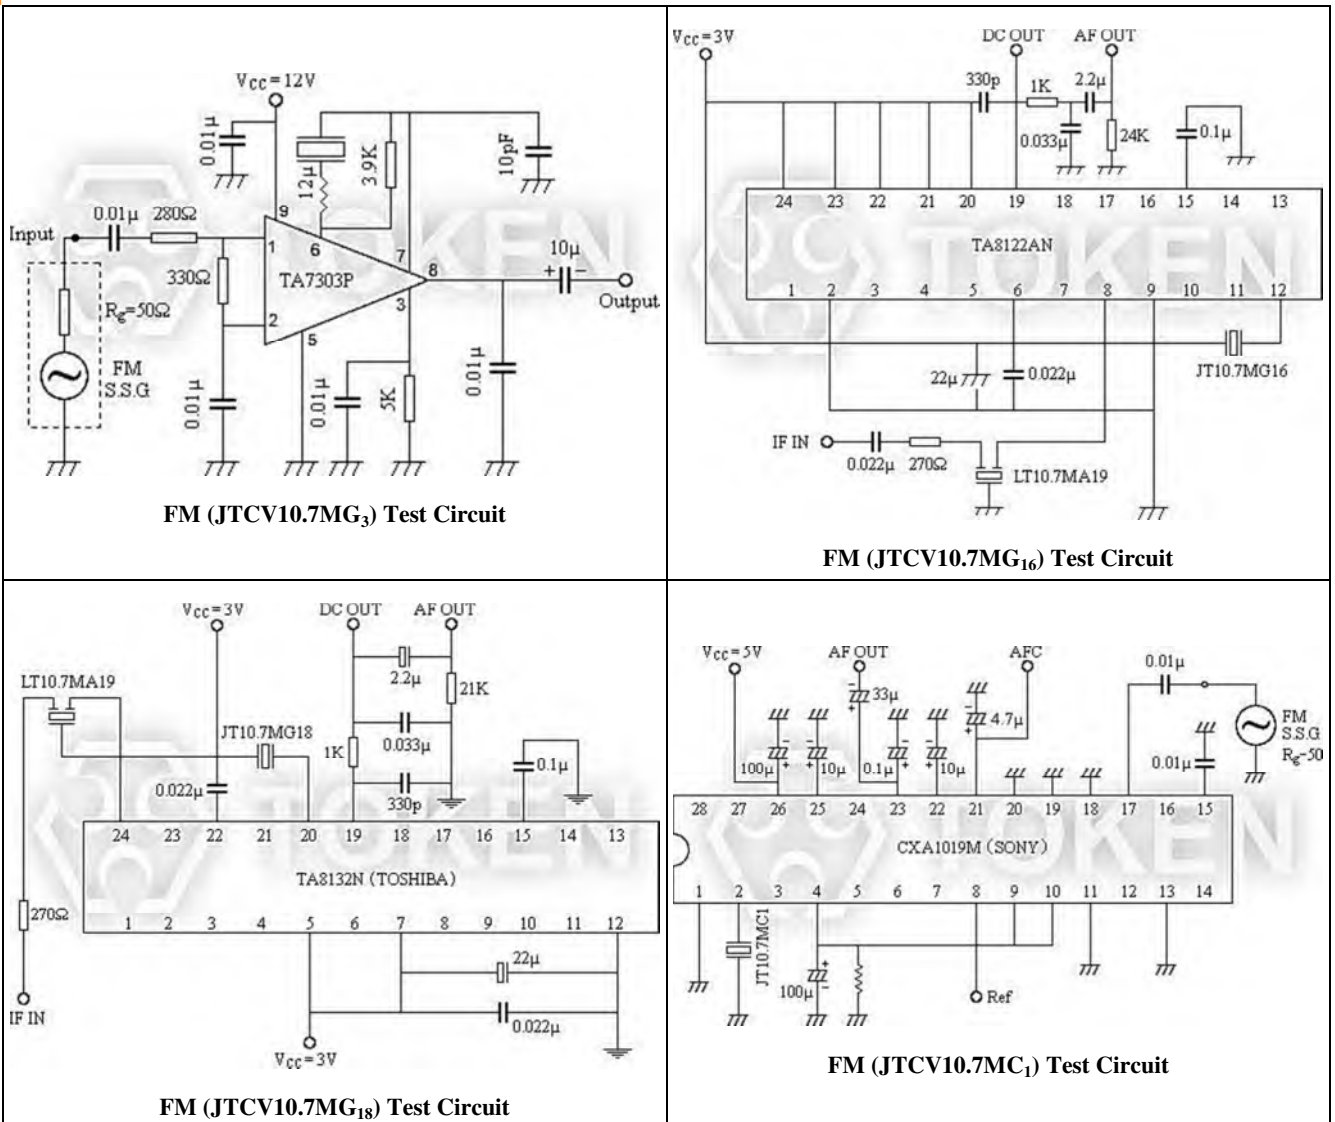 Vcc=12V
0.01µ
12µ
3.9K
10pF
0.01µ
280Ω
Input
9
6
7
8
1
TA7303P
10µ
+
−
Output
330Ω
Rg=50Ω
2
3
5
FM
S.S.G
0.01µ
0.01µ
5K
0.01µ
TOKEN
FM (JTCV10.7MG3) Test Circuit
Vcc=3V
DC OUT
AF OUT
330p
1K
2.2µ
0.033µ
24K
0.1µ
24 23 22 21 20 19 18 17 16 15 14 13
TA8122AN
TOKEN
1 2 3 4 5 6 7 8 9 10 11 12
22µ
0.022µ
JT10.7MG16
IF IN
0.022µ
270Ω
LT10.7MA19
FM (JTCV10.7MG16) Test Circuit
Vcc=3V
DC OUT
AF OUT
LT10.7MA19
2.2µ
21K
JT10.7MG18
1K
0.033µ
0.1µ
0.022µ
330p
24 23 22 21 20 19 18 17 16 15 14 13
TA8132N (TOSHIBA)
TOKEN
270Ω
1 2 3 4 5 6 7 8 9 10 11 12
22µ
IF IN
0.022µ
Vcc=3V
FM (JTCV10.7MG18) Test Circuit
Vcc=5V
AF OUT
AFC
0.01µ
33µ
4.7µ
FM
S.S.G
Rg-50
100µ
10µ
0.1µ
10µ
0.01µ
28 27 26 25 24 23 22 21 20 19 18 17 16 15
CXA1019M (SONY)
TOKEN
1 2 3 4 5 6 7 8 9 10 11 12 13 14
JT10.7MC1
100µ
+
−
Ref
FM (JTCV10.7MC1) Test Circuit